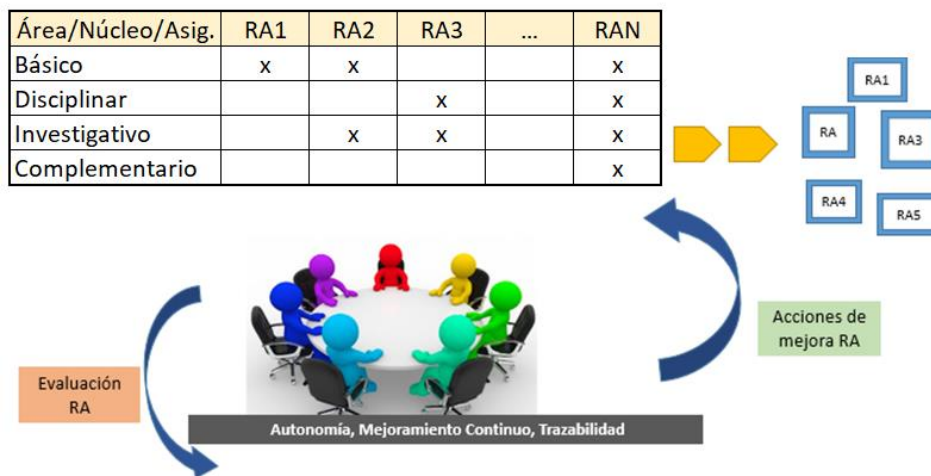 Área/Núcleo/Asig. RA1 RA2 RA3 ... RAN
Básico x x x
Disciplinar x x
Investigativo x x x
Complementario x
RA1
RA
RA3
RA4
RA5
Acciones de
mejora RA
Evaluación
RA
Autonomía, Mejoramiento Continuo, Trazabilidad